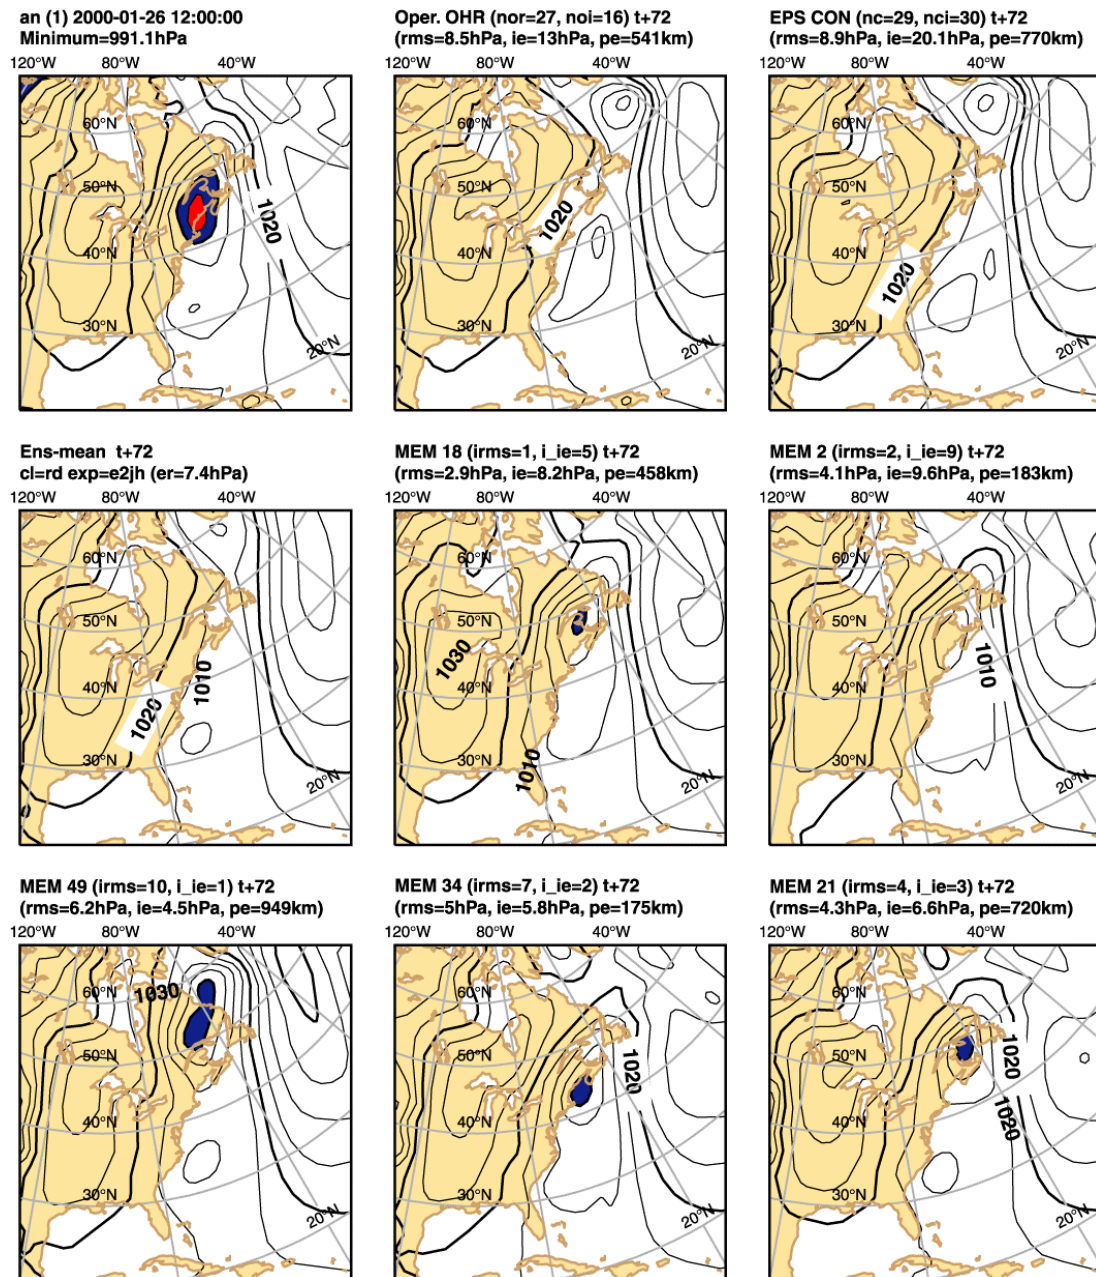 an (1) 2000-01-26 12:00:00
Minimum=991.1hPa
120°W 80°W 40°W
60°N
50°N
1020
40°N
30°N
20°N
Oper. OHR (nor=27, noi=16) t+72
(rms=8.5hPa, ie=13hPa, pe=541km)
120°W 80°W 40°W
60°N
50°N
1020
40°N
30°N
20°N
EPS CON (nc=29, nci=30) t+72
(rms=8.9hPa, ie=20.1hPa, pe=770km)
120°W 80°W 40°W
60°N
50°N
40°N
1020
30°N
20°N
Ens-mean t+72
cl=rd exp=e2jh (er=7.4hPa)
120°W 80°W 40°W
60°N
50°N
1010
40°N
1020
30°N
20°N
MEM 18 (irms=1, i_ie=5) t+72
(rms=2.9hPa, ie=8.2hPa, pe=458km)
120°W 80°W 40°W
60°N
50°N
1030
40°N
30°N
1010
20°N
MEM 2 (irms=2, i_ie=9) t+72
(rms=4.1hPa, ie=9.6hPa, pe=183km)
120°W 80°W 40°W
60°N
50°N
1010
40°N
30°N
20°N
MEM 49 (irms=10, i_ie=1) t+72
(rms=6.2hPa, ie=4.5hPa, pe=949km)
120°W 80°W 40°W
60°N 1030
50°N
40°N
30°N
20°N
MEM 34 (irms=7, i_ie=2) t+72
(rms=5hPa, ie=5.8hPa, pe=175km)
120°W 80°W 40°W
60°N
50°N
1020
40°N
30°N
20°N
MEM 21 (irms=4, i_ie=3) t+72
(rms=4.3hPa, ie=6.6hPa, pe=720km)
120°W 80°W 40°W
60°N
50°N
1020
40°N
1020
30°N
20°N